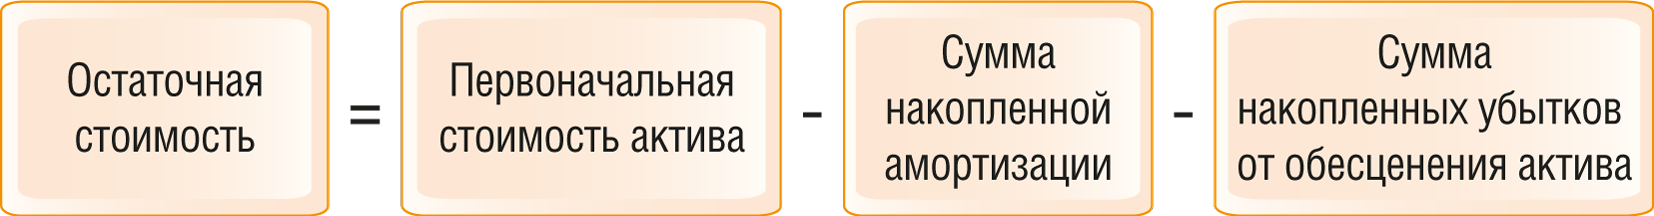 Остаточная
стоимость
=
Первоначальная
стоимость актива
-
Сумма
накопленной
амортизации
-
Сумма
накопленных убытков
от обесценения актива